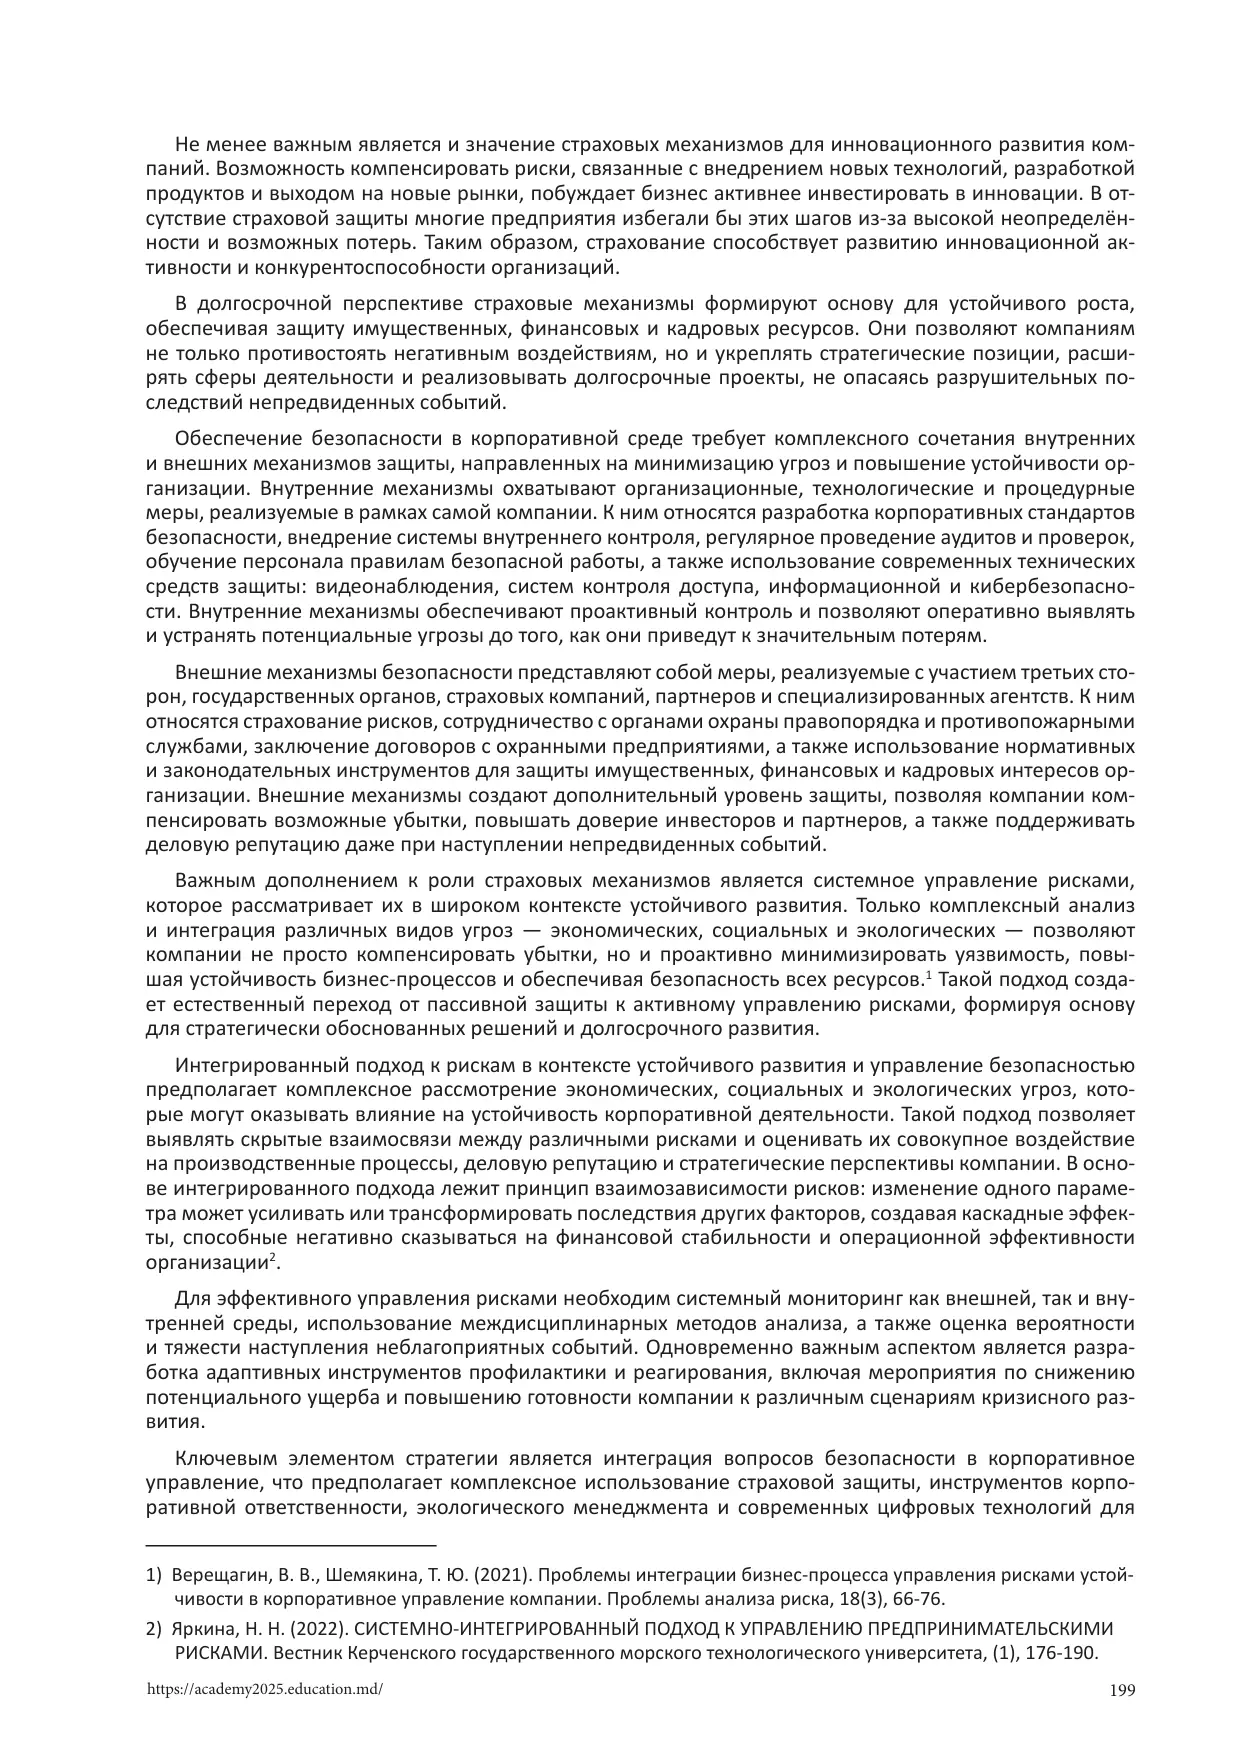 Не менее важным является и значение страховых механизмов для инновационного развития ком-
паний. Возможность компенсировать риски, связанные с внедрением новых технологий, разработкой
продуктов и выходом на новые рынки, побуждает бизнес активнее инвестировать в инновации. В от-
сутствие страховой защиты многие предприятия избегали бы этих шагов из-за высокой неопределён-
ности и возможных потерь. Таким образом, страхование способствует развитию инновационной ак-
тивности и конкурентоспособности организаций.
В долгосрочной перспективе страховые механизмы формируют основу для устойчивого роста,
обеспечивая защиту имущественных, финансовых и кадровых ресурсов. Они позволяют компаниям
не только противостоять негативным воздействиям, но и укреплять стратегические позиции, расши-
рять сферы деятельности и реализовывать долгосрочные проекты, не опасаясь разрушительных по-
следствий непредвиденных событий.
Обеспечение безопасности в корпоративной среде требует комплексного сочетания внутренних
и внешних механизмов защиты, направленных на минимизацию угроз и повышение устойчивости ор-
ганизации. Внутренние механизмы охватывают организационные, технологические и процедурные
меры, реализуемые в рамках самой компании. К ним относятся разработка корпоративных стандартов
безопасности, внедрение системы внутреннего контроля, регулярное проведение аудитов и проверок,
обучение персонала правилам безопасной работы, а также использование современных технических
средств защиты: видеонаблюдения, систем контроля доступа, информационной и кибербезопасно-
сти. Внутренние механизмы обеспечивают проактивный контроль и позволяют оперативно выявлять
и устранять потенциальные угрозы до того, как они приведут к значительным потерям.
Внешние механизмы безопасности представляют собой меры, реализуемые с участием третьих сто-
рон, государственных органов, страховых компаний, партнеров и специализированных агентств. К ним
относятся страхование рисков, сотрудничество с органами охраны правопорядка и противопожарными
службами, заключение договоров с охранными предприятиями, а также использование нормативных
и законодательных инструментов для защиты имущественных, финансовых и кадровых интересов ор-
ганизации. Внешние механизмы создают дополнительный уровень защиты, позволяя компании ком-
пенсировать возможные убытки, повышать доверие инвесторов и партнеров, а также поддерживать
деловую репутацию даже при наступлении непредвиденных событий.
Важным дополнением к роли страховых механизмов является системное управление рисками,
которое рассматривает их в широком контексте устойчивого развития. Только комплексный анализ
и интеграция различных видов угроз — экономических, социальных и экологических — позволяют
компании не просто компенсировать убытки, но и проактивно минимизировать уязвимость, повы-
шая устойчивость бизнес-процессов и обеспечивая безопасность всех ресурсов.1 Такой подход созда-
ет естественный переход от пассивной защиты к активному управлению рисками, формируя основу
для стратегически обоснованных решений и долгосрочного развития.
Интегрированный подход к рискам в контексте устойчивого развития и управление безопасностью
предполагает комплексное рассмотрение экономических, социальных и экологических угроз, кото-
рые могут оказывать влияние на устойчивость корпоративной деятельности. Такой подход позволяет
выявлять скрытые взаимосвязи между различными рисками и оценивать их совокупное воздействие
на производственные процессы, деловую репутацию и стратегические перспективы компании. В осно-
ве интегрированного подхода лежит принцип взаимозависимости рисков: изменение одного параме-
тра может усиливать или трансформировать последствия других факторов, создавая каскадные эффек-
ты, способные негативно сказываться на финансовой стабильности и операционной эффективности
организации2.
Для эффективного управления рисками необходим системный мониторинг как внешней, так и вну-
тренней среды, использование междисциплинарных методов анализа, а также оценка вероятности
и тяжести наступления неблагоприятных событий. Одновременно важным аспектом является разра-
ботка адаптивных инструментов профилактики и реагирования, включая мероприятия по снижению
потенциального ущерба и повышению готовности компании к различным сценариям кризисного раз-
вития.
Ключевым элементом стратегии является интеграция вопросов безопасности в корпоративное
управление, что предполагает комплексное использование страховой защиты, инструментов корпо-
ративной ответственности, экологического менеджмента и современных цифровых технологий для
1) Верещагин, В. В., Шемякина, Т. Ю. (2021). Проблемы интеграции бизнес-процесса управления рисками устой-
чивости в корпоративное управление компании. Проблемы анализа риска, 18(3), 66-76.
2) Яркина, Н. Н. (2022). СИСТЕМНО-ИНТЕГРИРОВАННЫЙ ПОДХОД К УПРАВЛЕНИЮ ПРЕДПРИНИМАТЕЛЬСКИМИ
РИСКАМИ. Вестник Керченского государственного морского технологического университета, (1), 176-190.
https://academy2025.education.md/
199